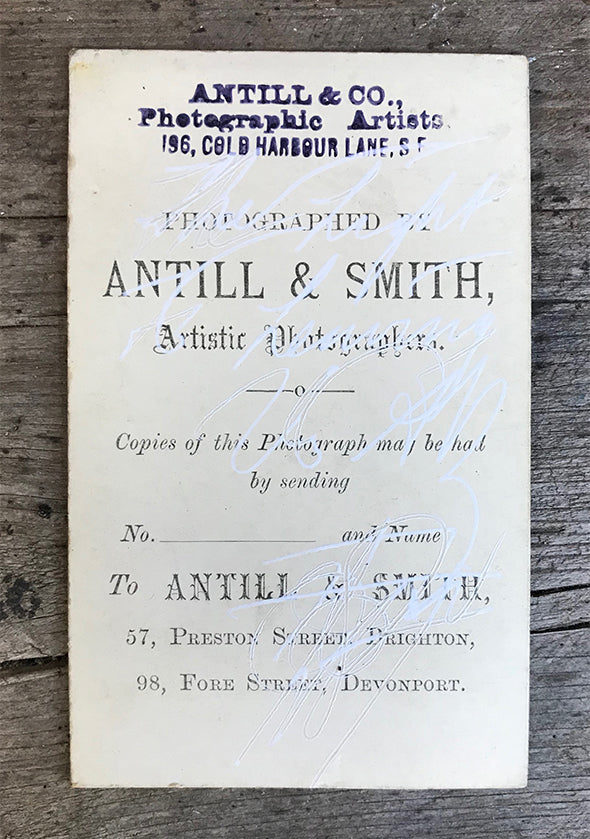 ANTILL & CO.,
Photographic Artists.
196, COLD HARBOUR LANE, S E
PHOTOGRAPHED BY
ANTILL & SMITH,
Artistic Photographers.
—o—
Copies of this Photograph may be had
by sending
No. ______________ and Name
To ANTILL & SMITH,
57, PRESTON STREET, BRIGHTON,
98, FORE STREET, DEVONPORT.